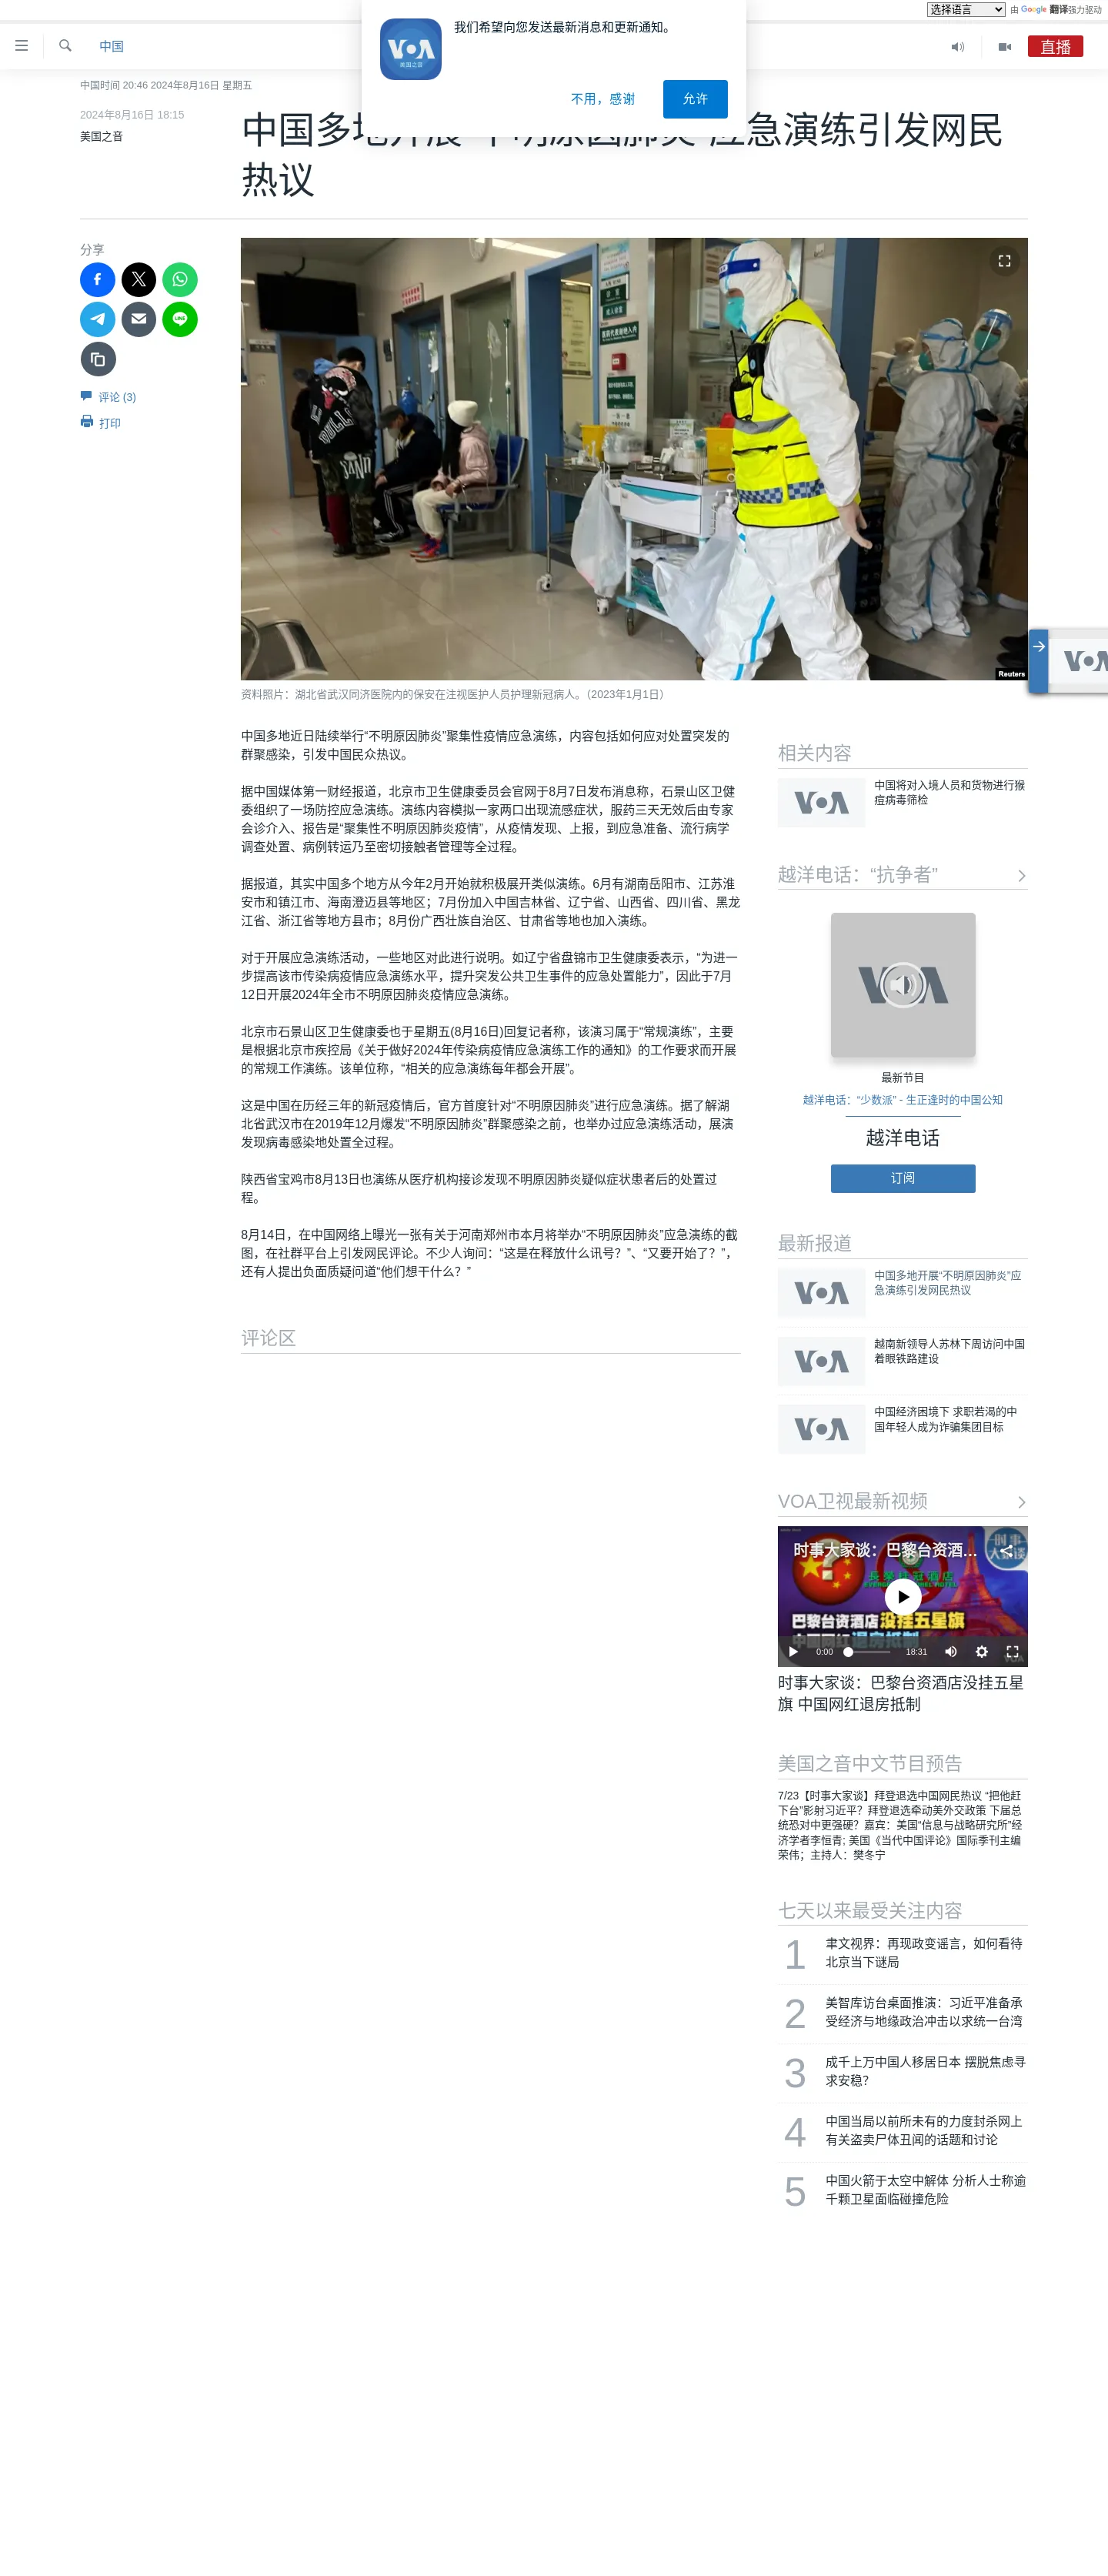 选择语言
由 Google 翻译强力驱动
我们希望向您发送最新消息和更新通知。
VOA
美国之音
不用，感谢
允许
中国
直播
中国时间 20:46 2024年8月16日 星期五
2024年8月16日 18:15
美国之音
中国多地
应急演练引发网民
热议
分享
评论 (3)
打印
Reuters
资料照片：湖北省武汉同济医院内的保安在注视医护人员护理新冠病人。（2023年1月1日）
中国多地近日陆续举行“不明原因肺炎”聚集性疫情应急演练，内容包括如何应对处置突发的
群聚感染，引发中国民众热议。
据中国媒体第一财经报道，北京市卫生健康委员会官网于8月7日发布消息称，石景山区卫健
委组织了一场防控应急演练。演练内容模拟一家两口出现流感症状，服药三天无效后由专家
会诊介入、报告是“聚集性不明原因肺炎疫情”，从疫情发现、上报，到应急准备、流行病学
调查处置、病例转运乃至密切接触者管理等全过程。
据报道，其实中国多个地方从今年2月开始就积极展开类似演练。6月有湖南岳阳市、江苏淮
安市和镇江市、海南澄迈县等地区；7月份加入中国吉林省、辽宁省、山西省、四川省、黑龙
江省、浙江省等地方县市；8月份广西壮族自治区、甘肃省等地也加入演练。
对于开展应急演练活动，一些地区对此进行说明。如辽宁省盘锦市卫生健康委表示，“为进一
步提高该市传染病疫情应急演练水平，提升突发公共卫生事件的应急处置能力”，因此于7月
12日开展2024年全市不明原因肺炎疫情应急演练。
北京市石景山区卫生健康委也于星期五(8月16日)回复记者称，该演习属于“常规演练”，主要
是根据北京市疾控局《关于做好2024年传染病疫情应急演练工作的通知》的工作要求而开展
的常规工作演练。该单位称，“相关的应急演练每年都会开展”。
这是中国在历经三年的新冠疫情后，官方首度针对“不明原因肺炎”进行应急演练。据了解湖
北省武汉市在2019年12月爆发“不明原因肺炎”群聚感染之前，也举办过应急演练活动，展演
发现病毒感染地处置全过程。
陕西省宝鸡市8月13日也演练从医疗机构接诊发现不明原因肺炎疑似症状患者后的处置过
程。
8月14日，在中国网络上曝光一张有关于河南郑州市本月将举办“不明原因肺炎”应急演练的截
图，在社群平台上引发网民评论。不少人询问：“这是在释放什么讯号？”、“又要开始了？”，
还有人提出负面质疑问道“他们想干什么？”
评论区
相关内容
中国将对入境人员和货物进行猴
痘病毒筛检
越洋电话：“抗争者”
VOA
最新节目
越洋电话：“少数派” - 生正逢时的中国公知
越洋电话
订阅
最新报道
中国多地开展“不明原因肺炎”应
急演练引发网民热议
越南新领导人苏林下周访问中国
着眼铁路建设
中国经济困境下 求职若渴的中
国年轻人成为诈骗集团目标
VOA卫视最新视频
时事大家谈：巴黎台资酒...
巴黎台资酒店没挂五星旗
中国网红退房抵制
0:00
18:31
时事大家谈：巴黎台资酒店没挂五星
旗 中国网红退房抵制
美国之音中文节目预告
7/23【时事大家谈】拜登退选中国网民热议 “把他赶
下台”影射习近平？拜登退选牵动美外交政策 下届总
统恐对中更强硬？嘉宾：美国“信息与战略研究所”经
济学者李恒青; 美国《当代中国评论》国际季刊主编
荣伟；主持人：樊冬宁
七天以来最受关注内容
1 聿文视界：再现政变谣言，如何看待
北京当下谜局
2 美智库访台桌面推演：习近平准备承
受经济与地缘政治冲击以求统一台湾
3 成千上万中国人移居日本 摆脱焦虑寻
求安稳？
4 中国当局以前所未有的力度封杀网上
有关盗卖尸体丑闻的话题和讨论
5 中国火箭于太空中解体 分析人士称逾
千颗卫星面临碰撞危险